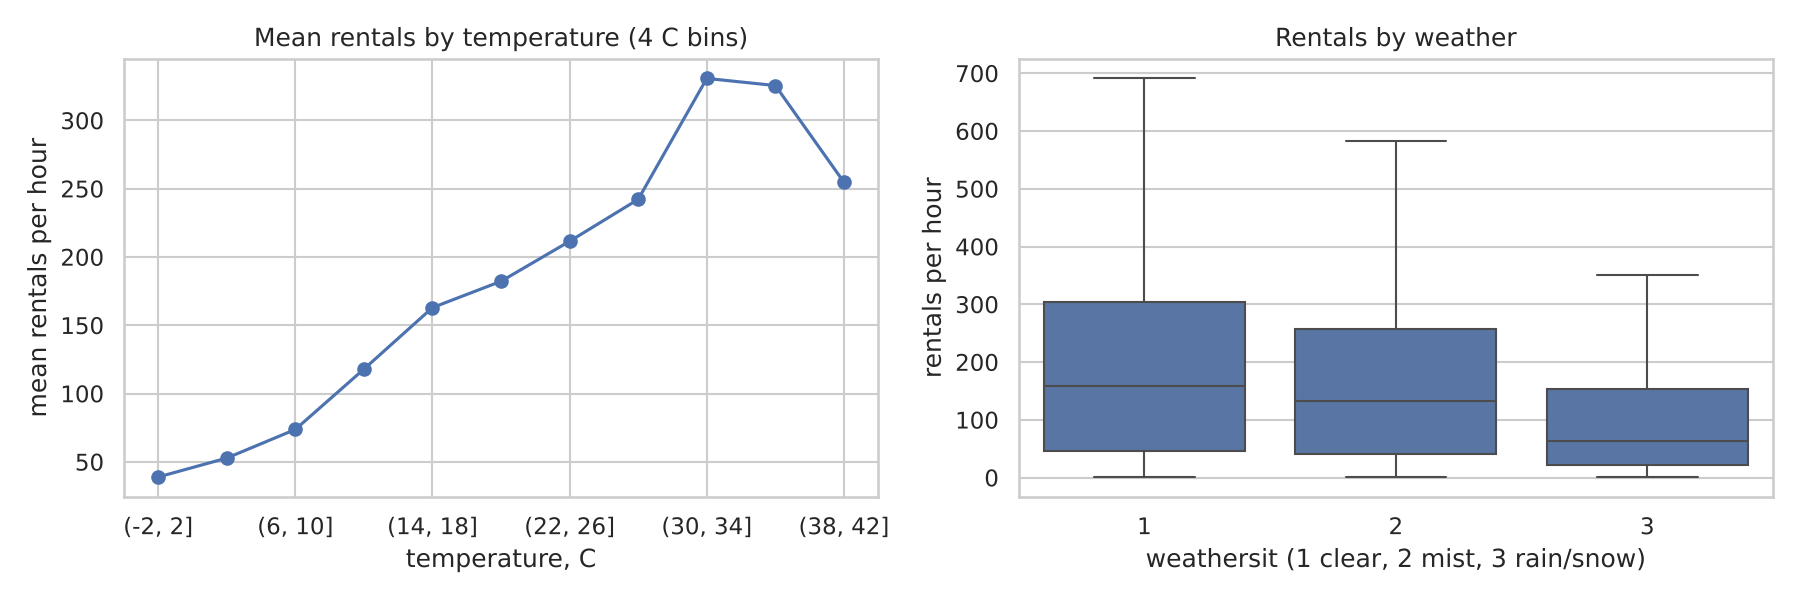 Mean rentals by temperature (4 C bins)
mean rentals per hour
300
250
200
150
100
50
(-2, 2] (6, 10] (14, 18] (22, 26] (30, 34] (38, 42]
temperature, C
Rentals by weather
rentals per hour
700
600
500
400
300
200
100
0
1 2 3
weathersit (1 clear, 2 mist, 3 rain/snow)